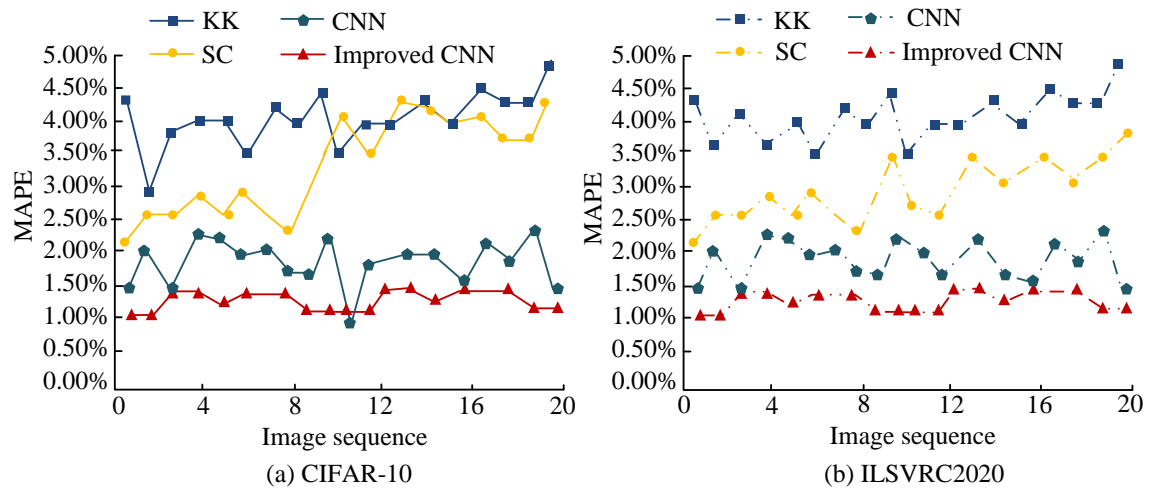 KK CNN
SC Improved CNN
5.00%
4.50%
4.00%
3.50%
3.00%
2.50%
2.00%
1.50%
1.00%
0.50%
0.00%
MAPE
0 4 8 12 16 20
Image sequence
(a) CIFAR-10
KK CNN
SC Improved CNN
5.00%
4.50%
4.00%
3.50%
3.00%
2.50%
2.00%
1.50%
1.00%
0.50%
0.00%
MAPE
0 4 8 12 16 20
Image sequence
(b) ILSVRC2020